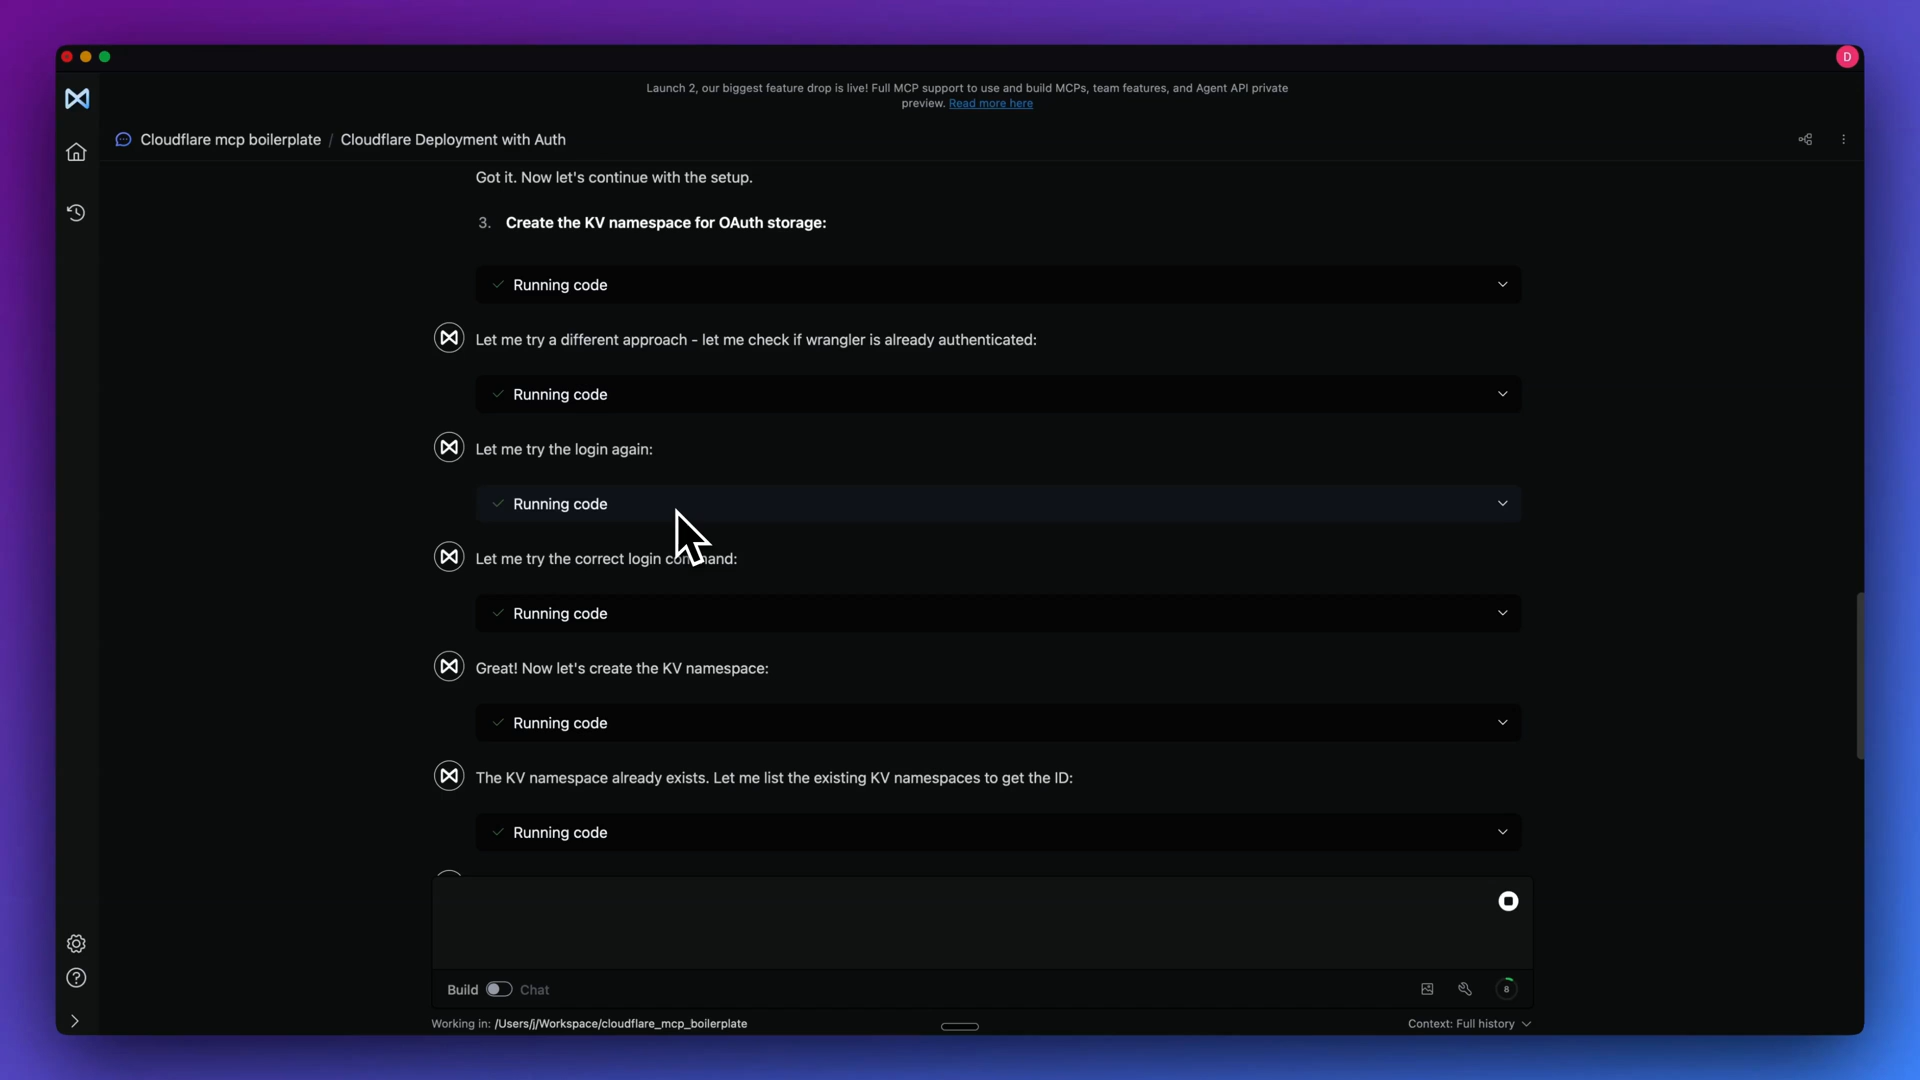 D
Launch 2, our biggest feature drop is live! Full MCP support to use and build MCPs, team features, and Agent API private
preview. Read more here
Cloudflare mcp boilerplate / Cloudflare Deployment with Auth
Got it. Now let's continue with the setup.
3. Create the KV namespace for OAuth storage:
Running code
Let me try a different approach - let me check if wrangler is already authenticated:
Running code
Let me try the login again:
Running code
Let me try the correct login command:
Running code
Great! Now let's create the KV namespace:
Running code
The KV namespace already exists. Let me list the existing KV namespaces to get the ID:
Running code
Build Chat
8
Working in: /Users/j/Workspace/cloudflare_mcp_boilerplate
Context: Full history